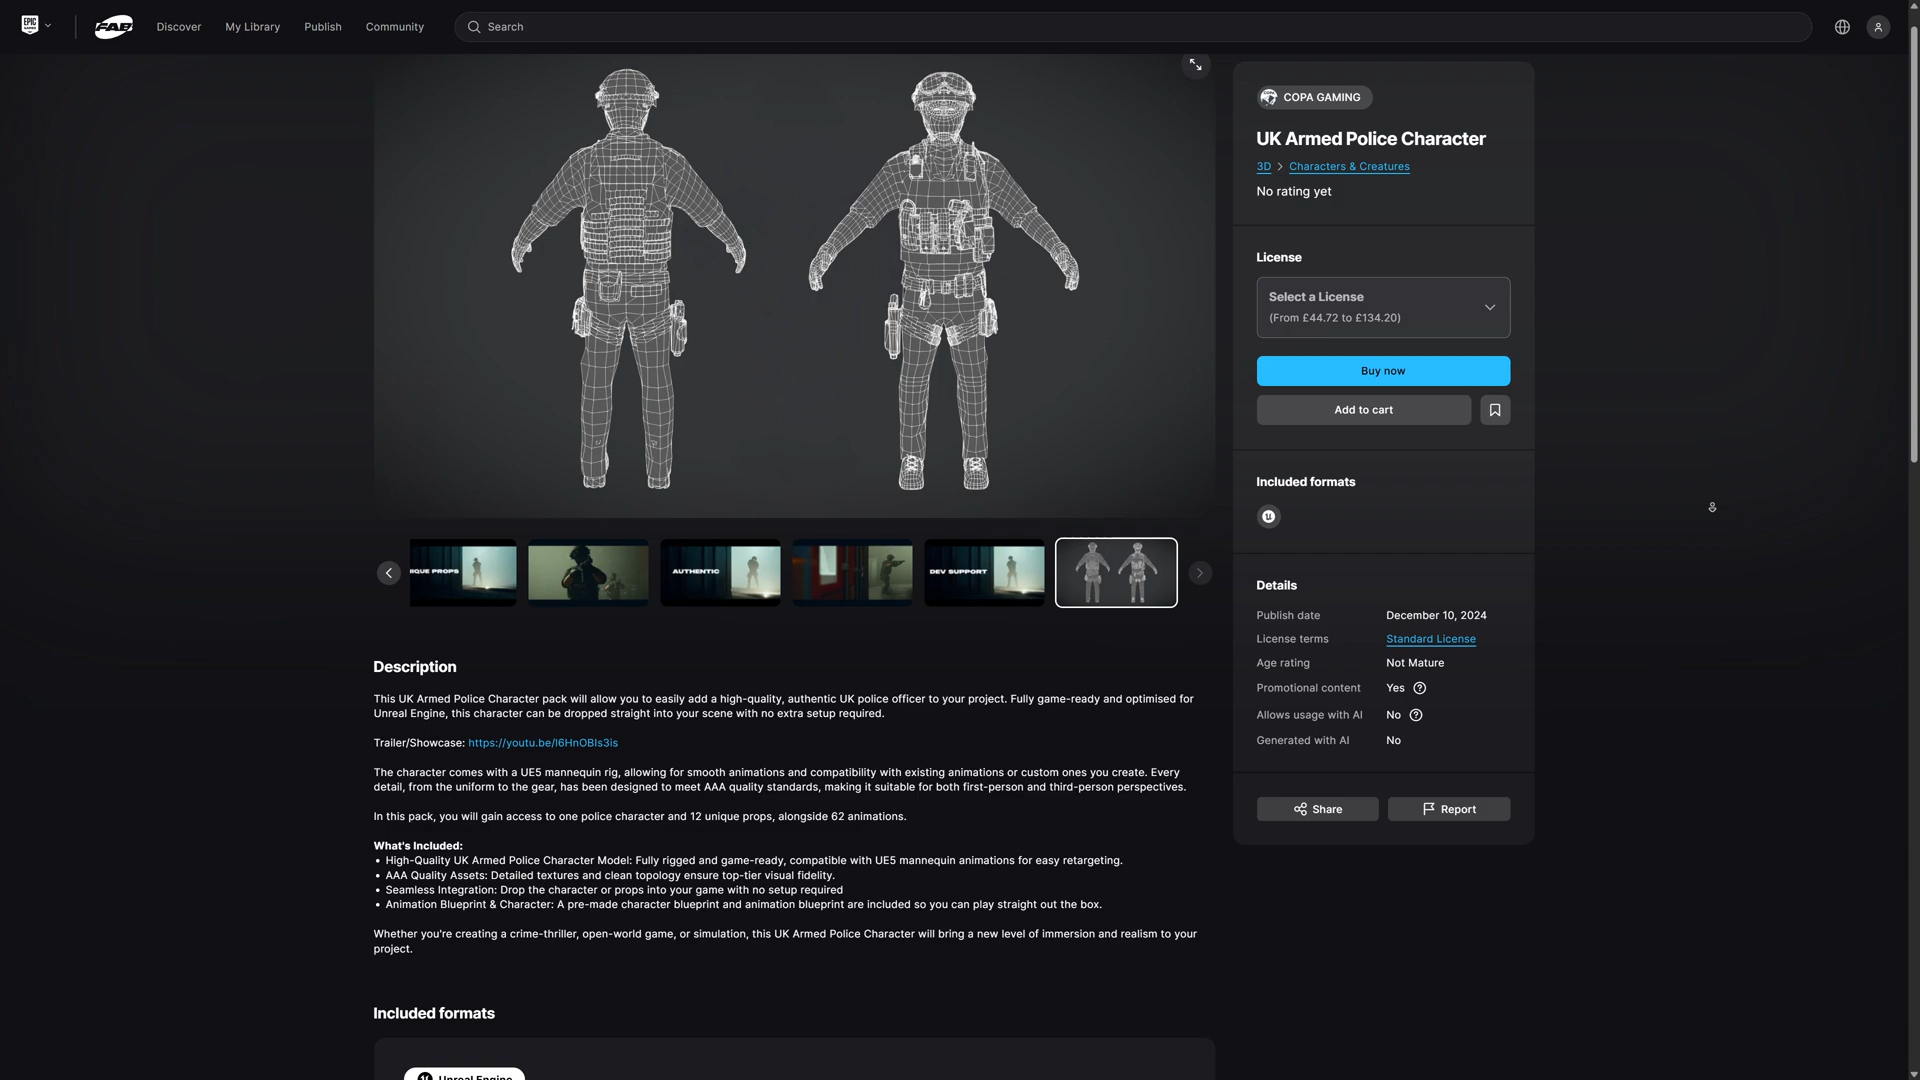 EPIC
GAMES
FAB
Discover
My Library
Publish
Community
Search
COPA GAMING
UK Armed Police Character
3D > Characters & Creatures
No rating yet
License
Select a License
(From £44.72 to £134.20)
Buy now
Add to cart
Included formats
IQUE PROPS
AUTHENTIC
DEV SUPPORT
Details
Publish date December 10, 2024
License terms Standard License
Age rating Not Mature
Promotional content Yes
Allows usage with AI No
Generated with AI No
Share
Report
Description
This UK Armed Police Character pack will allow you to easily add a high-quality, authentic UK police officer to your project. Fully game-ready and optimised for
Unreal Engine, this character can be dropped straight into your scene with no extra setup required.
Trailer/Showcase: https://youtu.be/I6HnOBIs3is
The character comes with a UE5 mannequin rig, allowing for smooth animations and compatibility with existing animations or custom ones you create. Every
detail, from the uniform to the gear, has been designed to meet AAA quality standards, making it suitable for both first-person and third-person perspectives.
In this pack, you will gain access to one police character and 12 unique props, alongside 62 animations.
What's Included:
• High-Quality UK Armed Police Character Model: Fully rigged and game-ready, compatible with UE5 mannequin animations for easy retargeting.
• AAA Quality Assets: Detailed textures and clean topology ensure top-tier visual fidelity.
• Seamless Integration: Drop the character or props into your game with no setup required
• Animation Blueprint & Character: A pre-made character blueprint and animation blueprint are included so you can play straight out the box.
Whether you're creating a crime-thriller, open-world game, or simulation, this UK Armed Police Character will bring a new level of immersion and realism to your
project.
Included formats
Unreal Engine